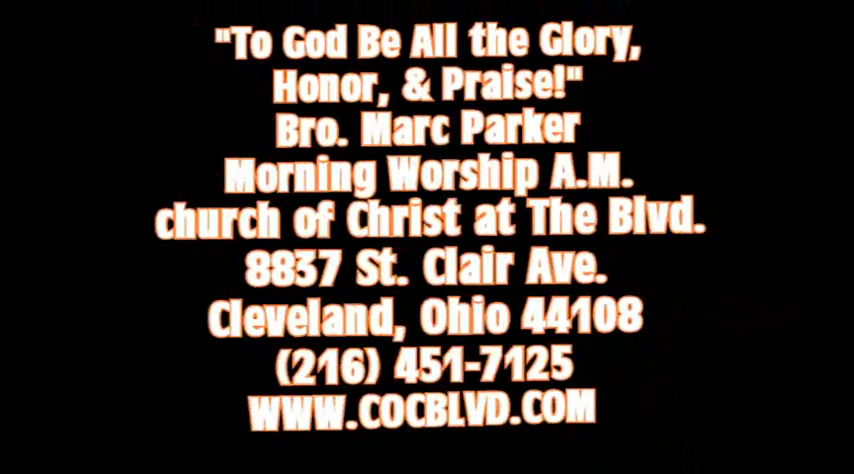 "To God Be All the Glory,
Honor, & Praise!"
Bro. Marc Parker
Morning Worship A.M.
church of Christ at The Blvd.
8837 St. Clair Ave.
Cleveland, Ohio 44108
(216) 451-7125
WWW.COCBLVD.COM